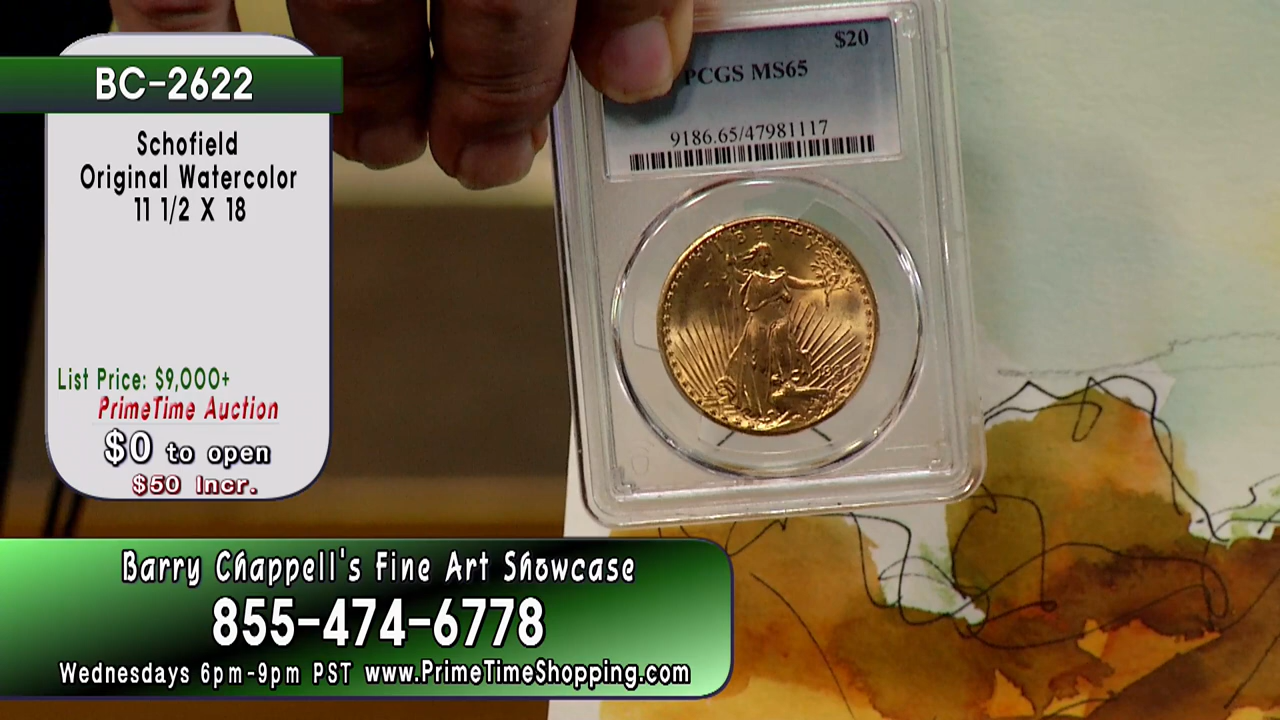 BC-2622
Schofield
Original Watercolor
11 1/2 X 18
List Price: $9,000+
PrimeTime Auction
$0 to open
$50 Incr.
$20
PCGS MS65
9186.65/47981117
LIBERTY
Barry Chappell's Fine Art Showcase
855-474-6778
Wednesdays 6pm-9pm PST www.PrimeTimeShopping.com